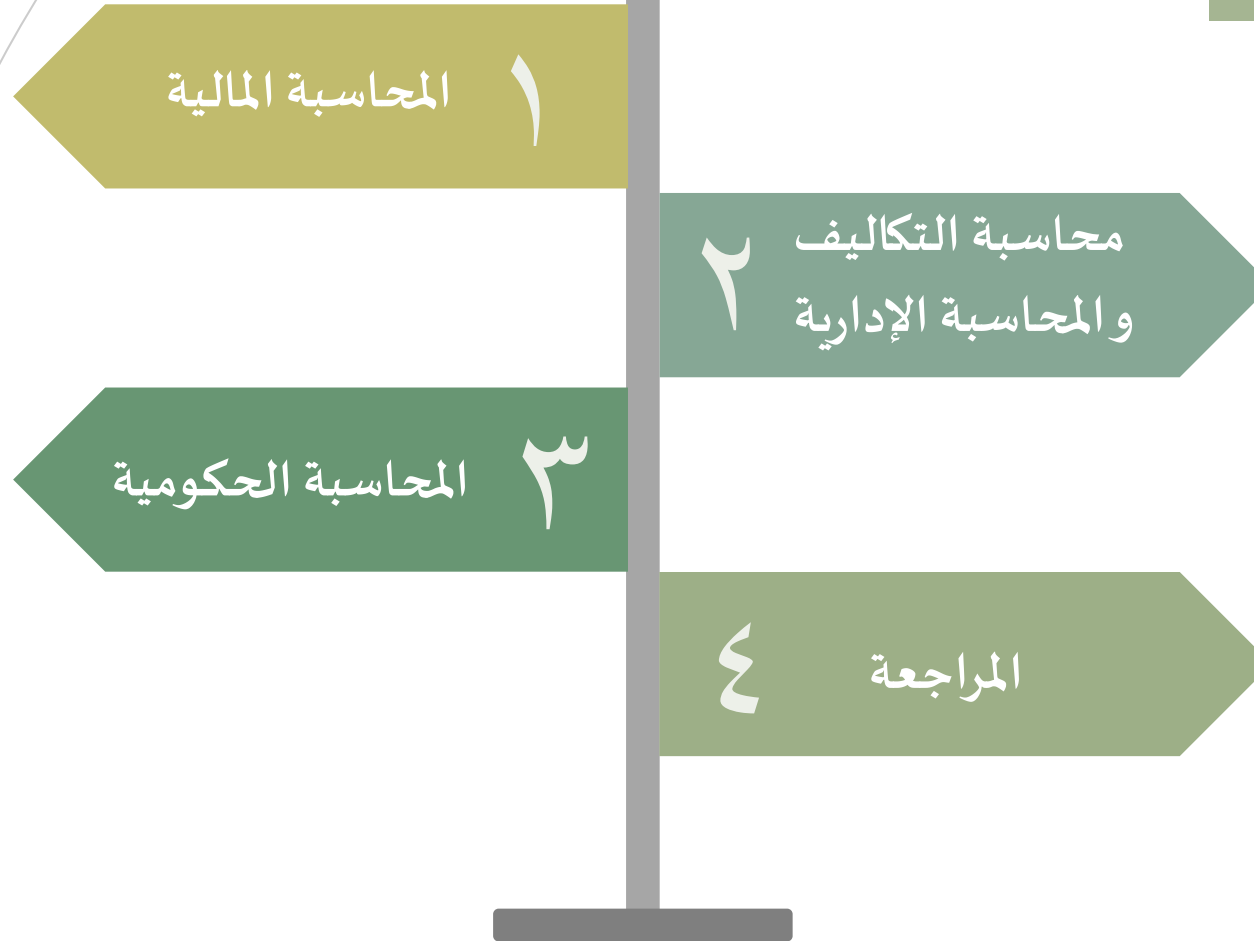 ١ المحاسبة المالية
محاسبة التكاليف
٢
والمحاسبة الإدارية
٣ المحاسبة الحكومية
٤ المراجعة